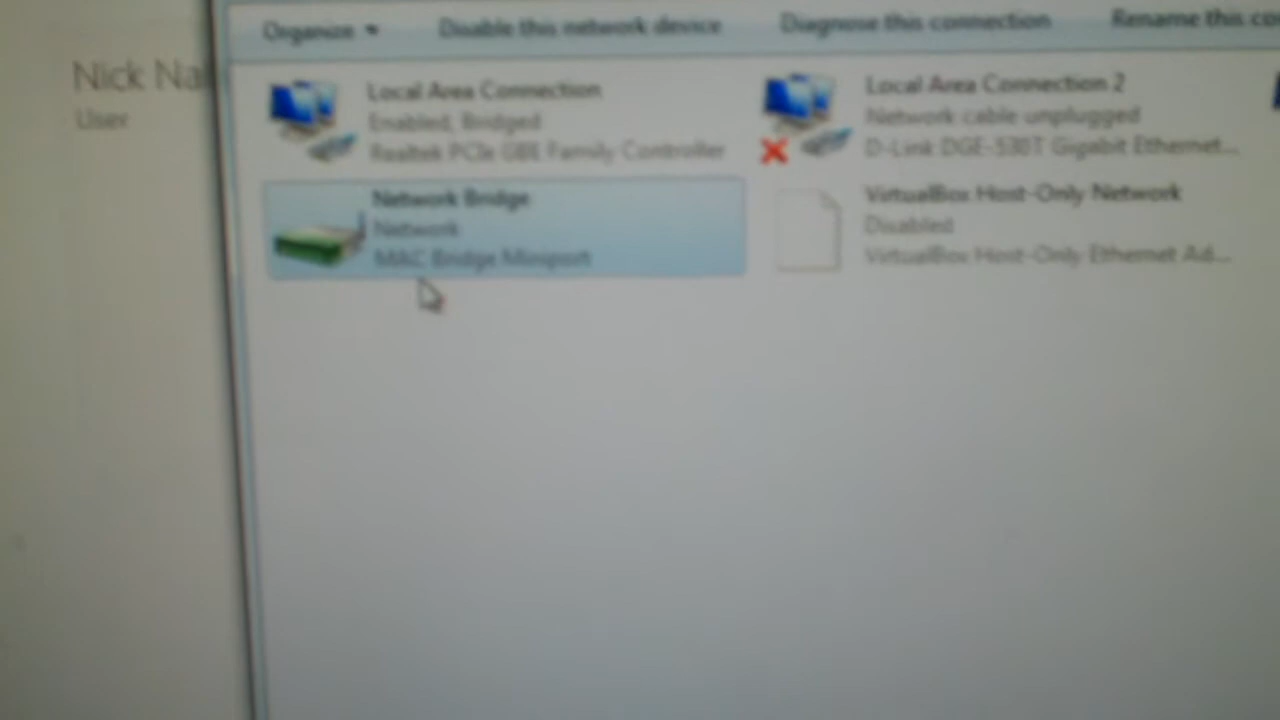 Organize
Disable this network device
Diagnose this connection
Rename this co
Nick Na
User
Local Area Connection
Enabled, Bridged
Realtek PCIe GBE Family Controller
Local Area Connection 2
Network cable unplugged
D-Link DGE-530T Gigabit Ethernet...
Network Bridge
Network
MAC Bridge Miniport
VirtualBox Host-Only Network
Disabled
VirtualBox Host-Only Ethernet Ad...